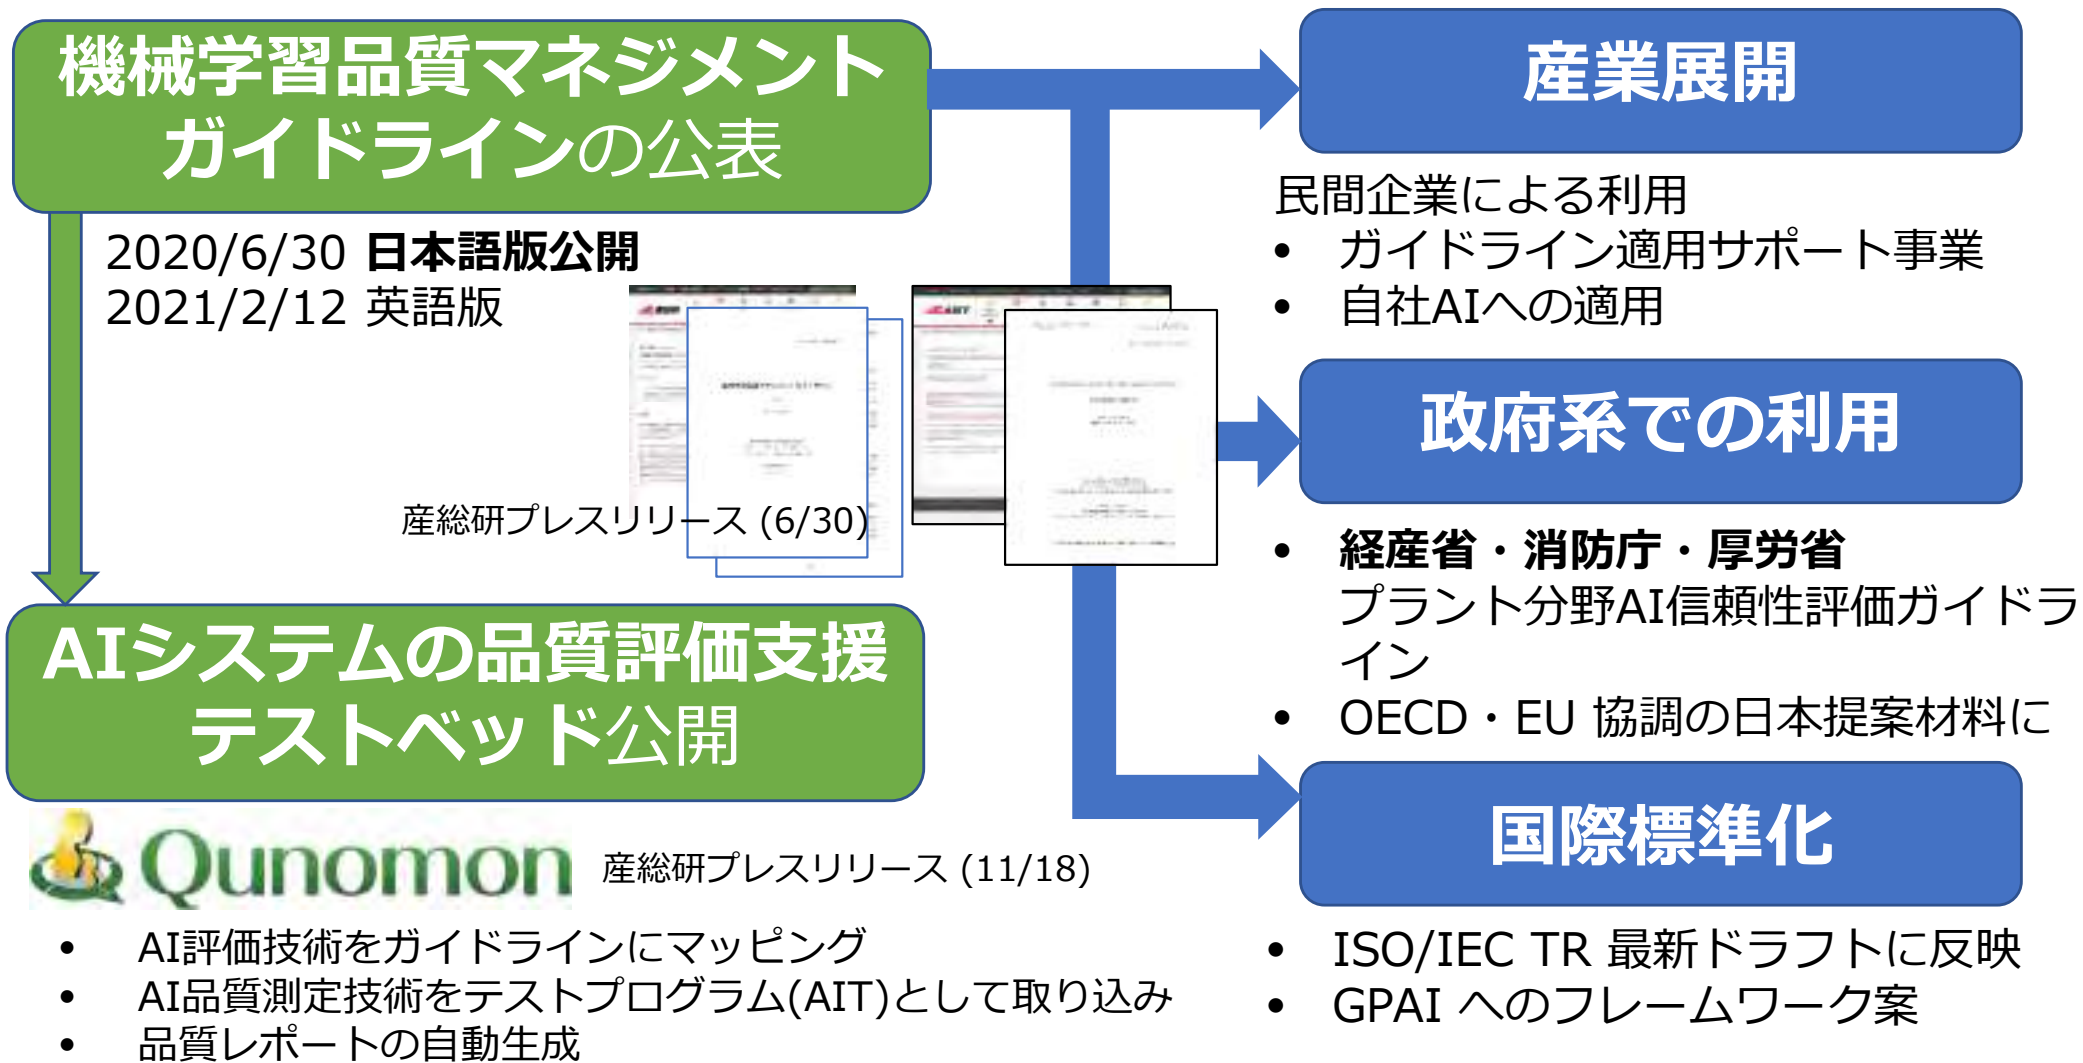 機械学習品質マネジメント
ガイドラインの公表
2020/6/30 日本語版公開
2021/2/12 英語版
産総研プレスリリース (6/30)
AIシステムの品質評価支援
テストベッド公開
Qunomon
産総研プレスリリース (11/18)
• AI評価技術をガイドラインにマッピング
• AI品質測定技術をテストプログラム(AIT)として取り込み
• 品質レポートの自動生成
産業展開
民間企業による利用
• ガイドライン適用サポート事業
• 自社AIへの適用
政府系での利用
• 経産省・消防庁・厚労省
プラント分野AI信頼性評価ガイドラ
イン
• OECD・EU 協調の日本提案材料に
国際標準化
• ISO/IEC TR 最新ドラフトに反映
• GPAI へのフレームワーク案